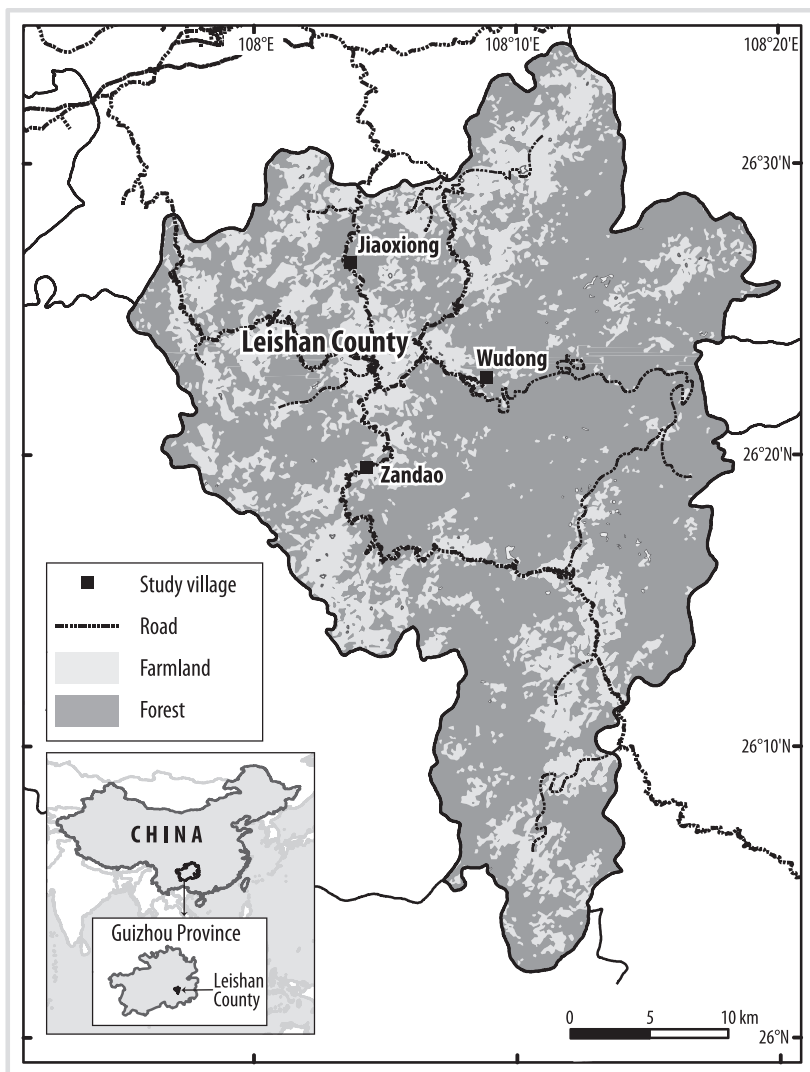 108°E
108°10'E
108°20'E
26°30'N
Jiaoxiong
Leishan County
Wudong
26°20'N
Zandao
Study village
Road
Farmland
Forest
26°10'N
CHINA
Guizhou Province
Leishan
County
0 5 10 km
26°N